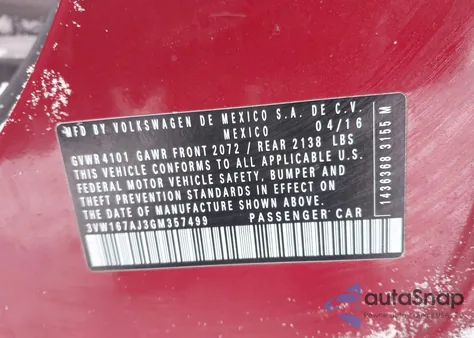 MFD BY VOLKSWAGEN DE MEXICO S.A. DE C.V.
MEXICO 04/16
GVWR4101 GAWR FRONT 2072 / REAR 2138 LBS
THIS VEHICLE CONFORMS TO ALL APPLICABLE U.S.
FEDERAL MOTOR VEHICLE SAFETY, BUMPER AND
THEFT PREVENTION STANDARDS IN EFFECT ON
THE DATE OF MANUFACTURE SHOWN ABOVE.
3VW167AJ3GM357499 PASSENGER CAR
1436368 3155 M
autoSnap